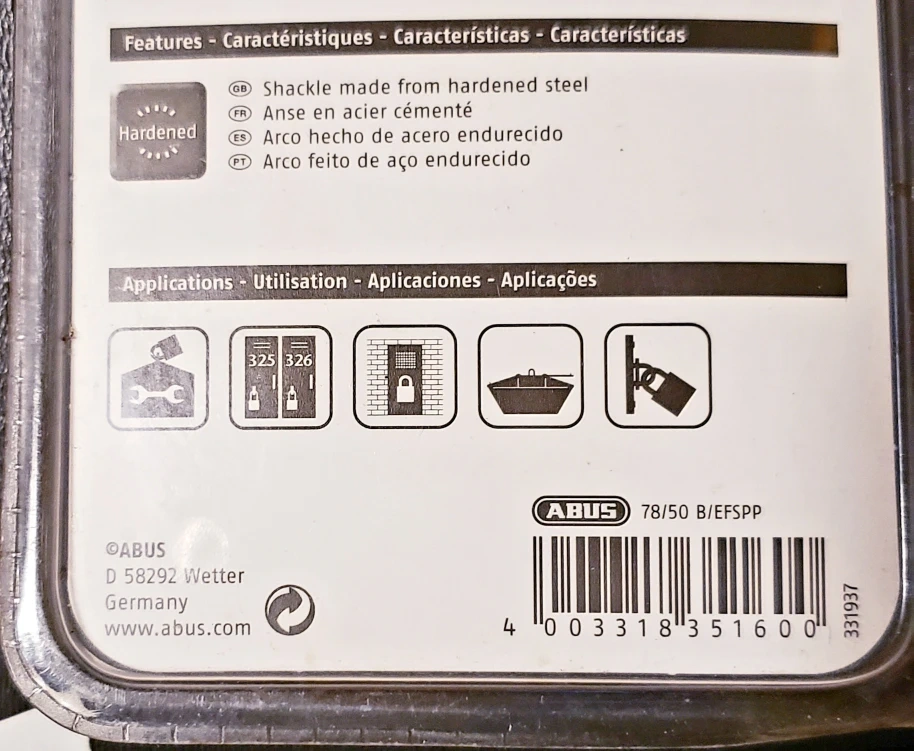 Features - Caractéristiques - Características - Características
Hardened
GB Shackle made from hardened steel
FR Anse en acier cémenté
ES Arco hecho de acero endurecido
PT Arco feito de aço endurecido
Applications - Utilisation - Aplicaciones - Aplicações
325 326
ABUS 78/50 B/EFSPP
©ABUS
D 58292 Wetter
Germany
www.abus.com
4 003318 351600
331937